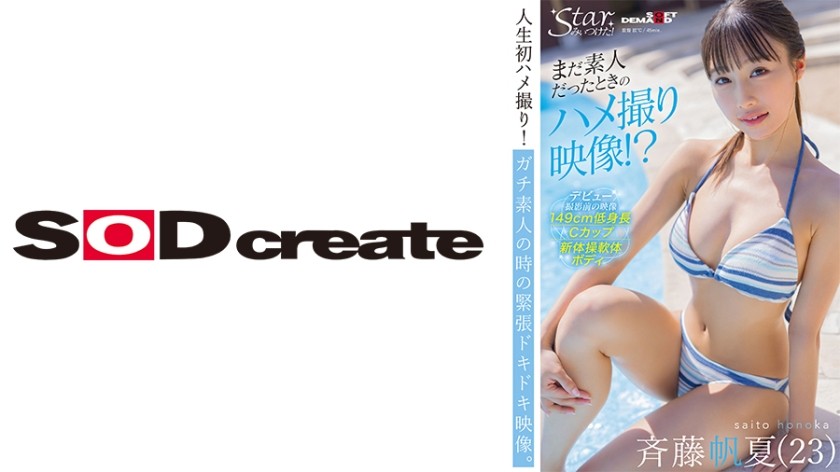 SOD create
人生初ハメ撮り！ガチ素人の時の緊張ドキドキ映像。
Star
みぃつけた！
SOFT
DEMAND
まだ素人
だったときの
ハメ撮り
映像!?
デビュー
撮影前の映像
149cm低身長
Cカップ
新体操軟体
ボディ
saito honoka
斉藤帆夏(23)